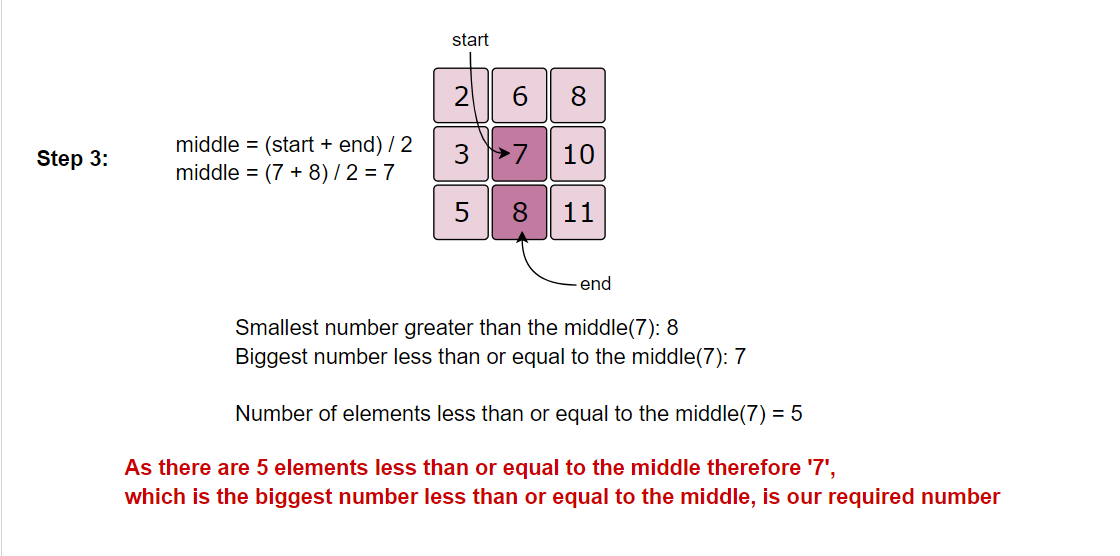 start
2 6 8
Step 3:
middle = (start + end) / 2
middle = (7 + 8) / 2 = 7
3 7 10
5 8 11
end
Smallest number greater than the middle(7): 8
Biggest number less than or equal to the middle(7): 7
Number of elements less than or equal to the middle(7) = 5
As there are 5 elements less than or equal to the middle therefore '7',
which is the biggest number less than or equal to the middle, is our required number